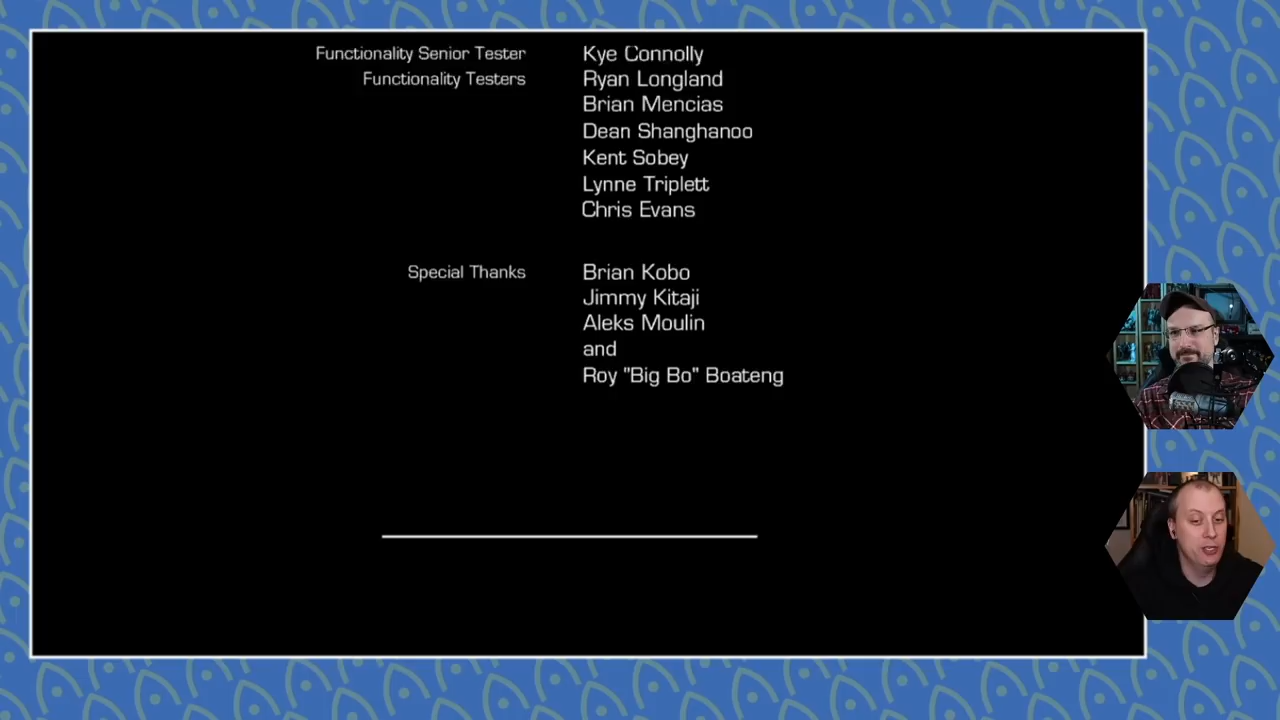 Functionality Senior Tester Kye Connolly
Functionality Testers Ryan Longland
Brian Mencias
Dean Shanghanoo
Kent Sobey
Lynne Triplett
Chris Evans
Special Thanks Brian Kobo
Jimmy Kitaji
Aleks Moulin
and
Roy "Big Bo" Boateng